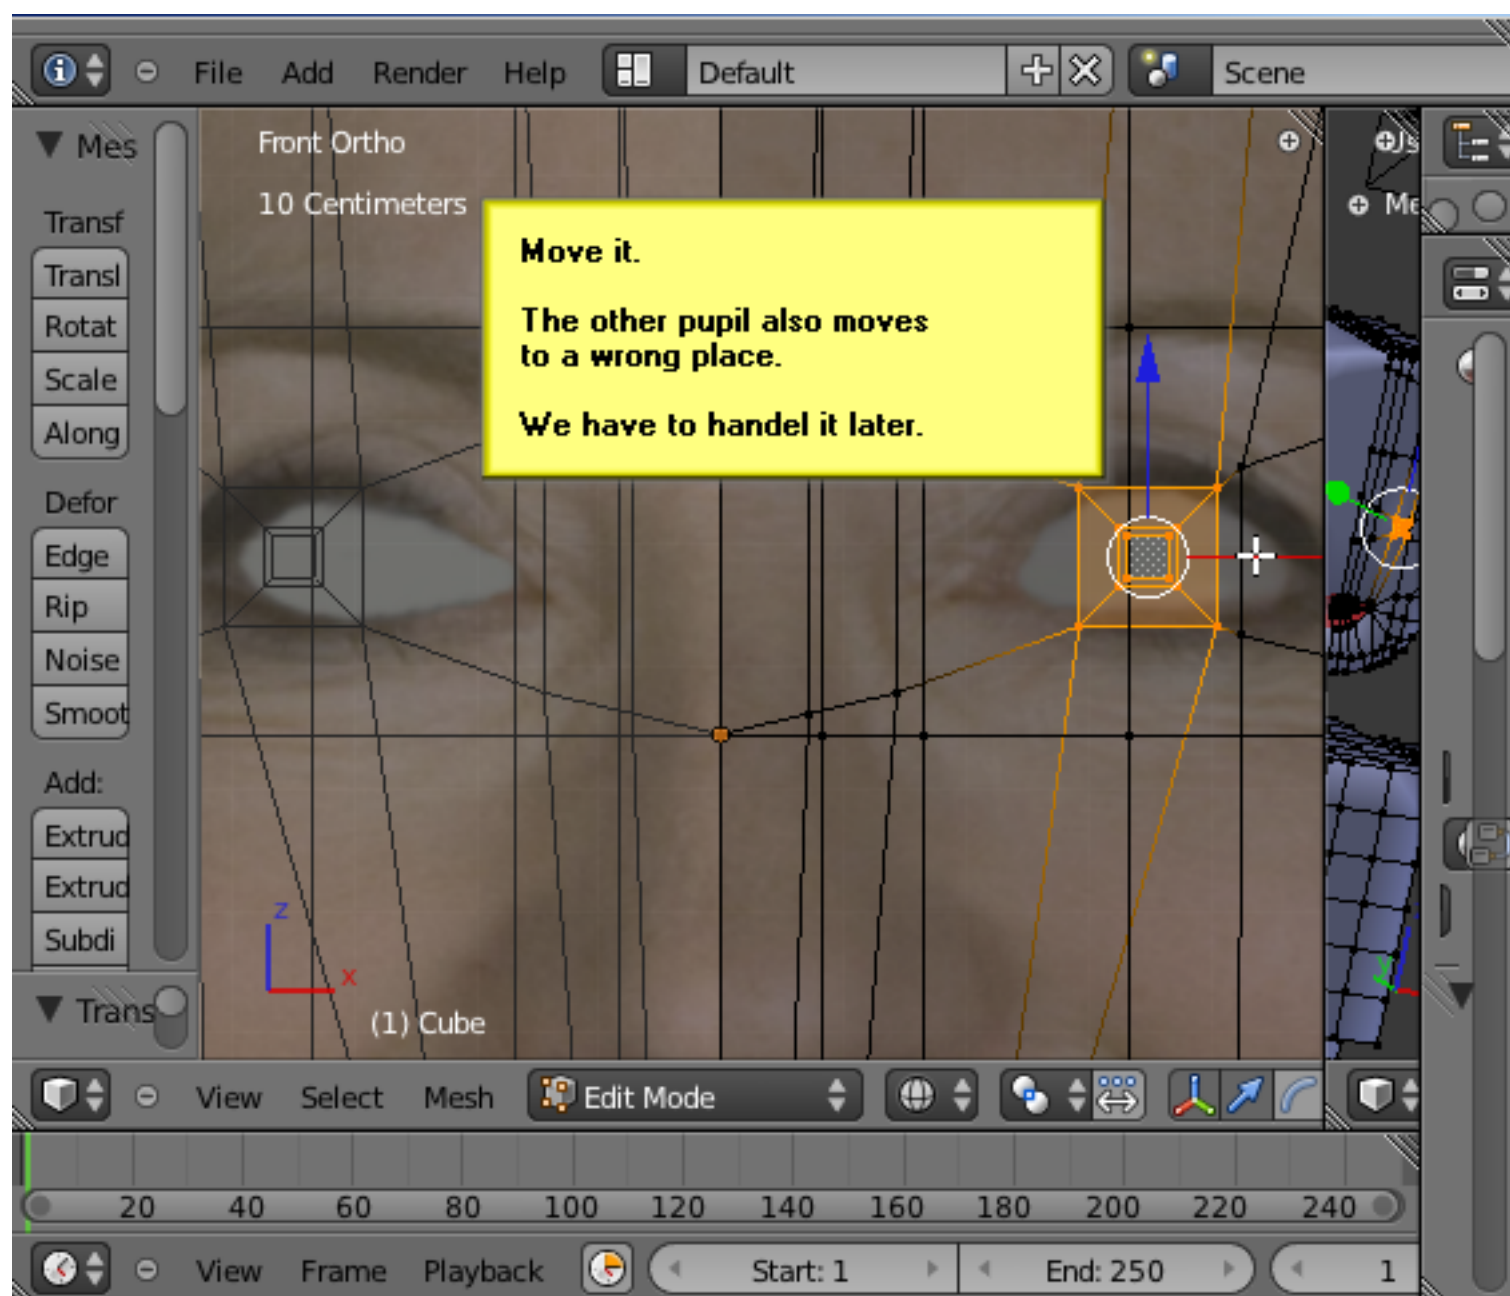 File Add Render Help Default Scene
Mes
Front Ortho
10 Centimeters
Me
Transf
Transl
Rotat
Scale
Along
Move it.
The other pupil also moves
to a wrong place.
We have to handel it later.
Defor
Edge
Rip
Noise
Smoot
Add:
Extrud
Extrud
Subdi
z
x
y
(1) Cube
Trans
View Select Mesh Edit Mode
20 40 60 80 100 120 140 160 180 200 220 240
View Frame Playback Start: 1 End: 250 1